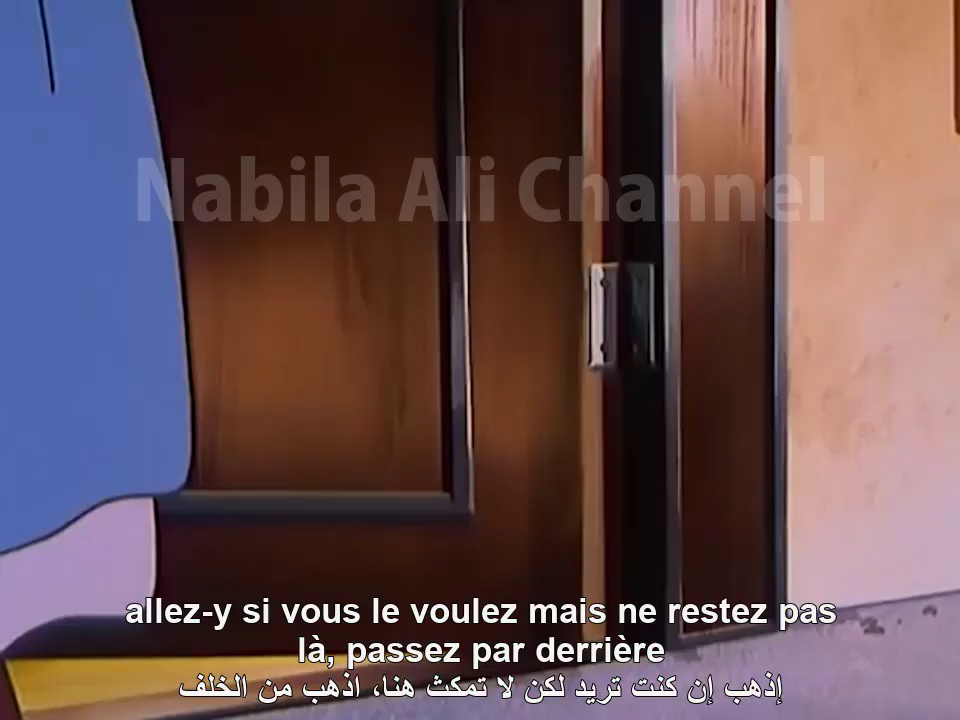 Nabila Ali Channel
allez-y si vous le voulez mais ne restez pas
là, passez par derrière
إذهب إن كنت تريد لكن لا تمكث هنا، اذهب من الخلف